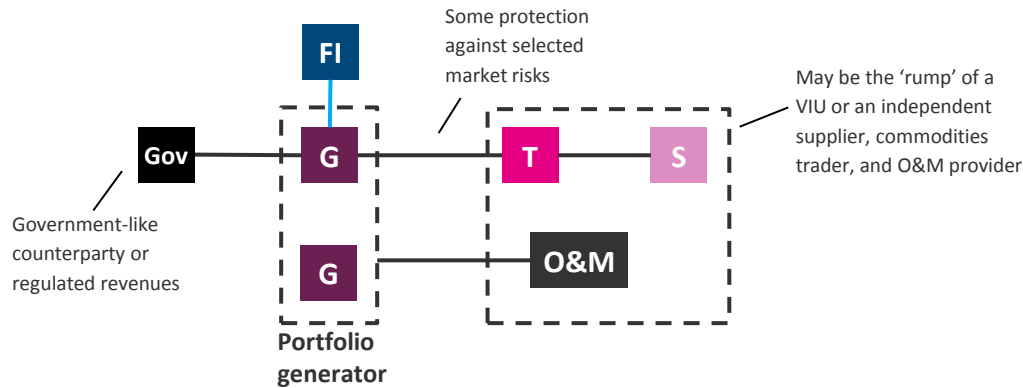 Some protection
against selected
market risks
FI
May be the ‘rump’ of a
VIU or an independent
supplier, commodities
trader, and O&M provider
Gov
G
T
S
Government-like
counterparty or
regulated revenues
G
O&M
Portfolio
generator